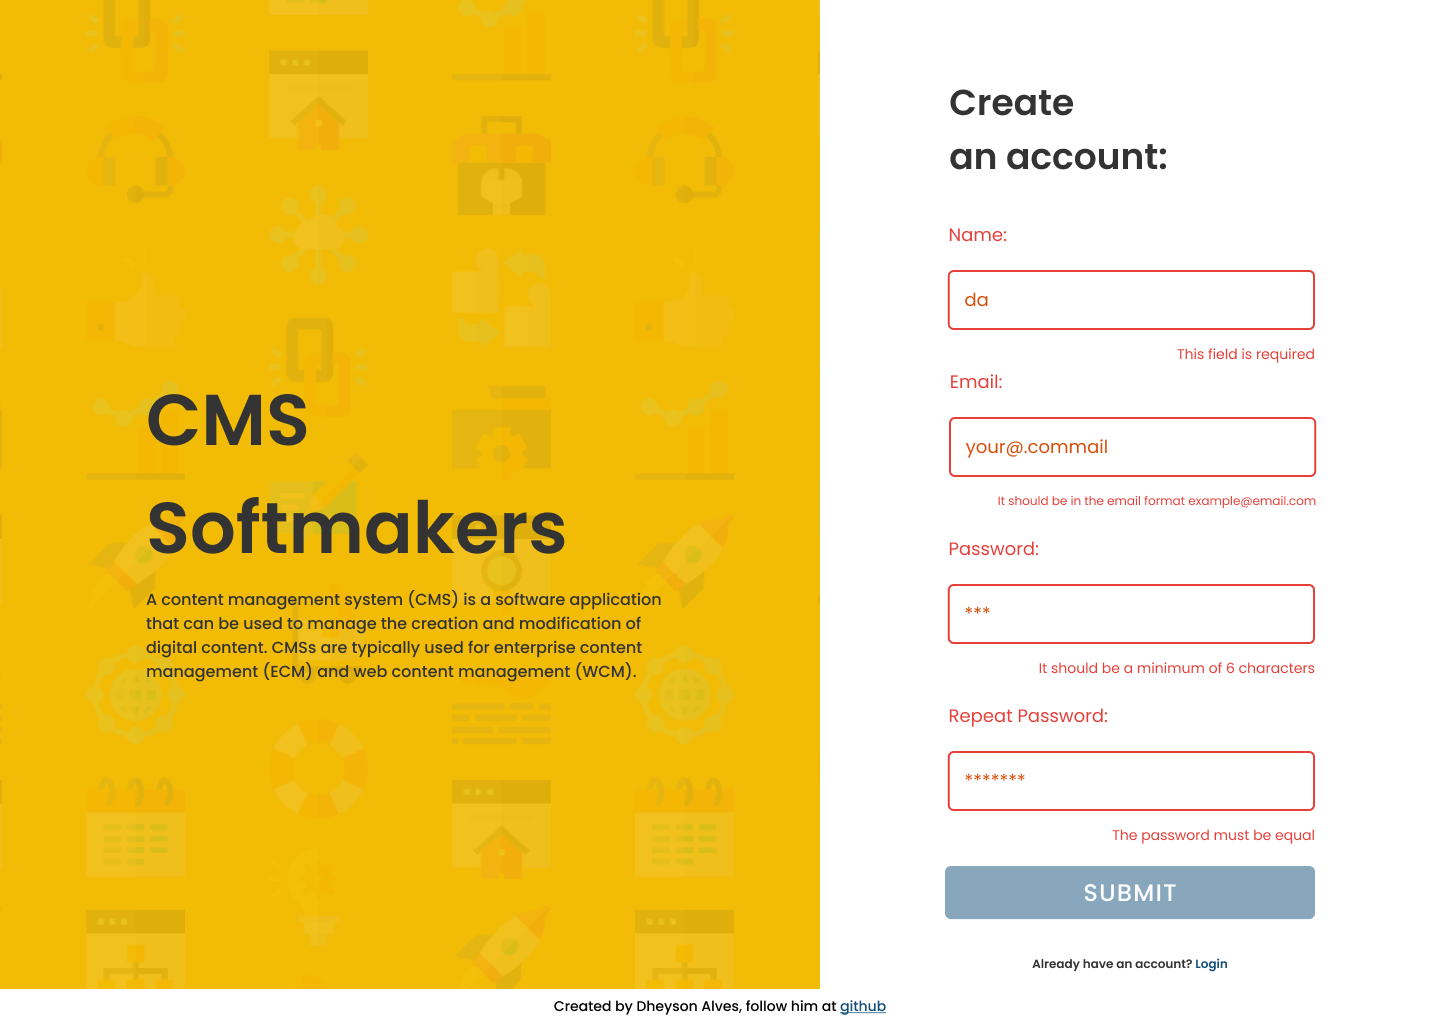 CMS
Softmakers
A content management system (CMS) is a software application
that can be used to manage the creation and modification of
digital content. CMSs are typically used for enterprise content
management (ECM) and web content management (WCM).
Create
an account:
Name:
da
This field is required
Email:
your@.commail
It should be in the email format example@email.com
Password:
***
It should be a minimum of 6 characters
Repeat Password:
*******
The password must be equal
SUBMIT
Already have an account? Login
Created by Dheyson Alves, follow him at github